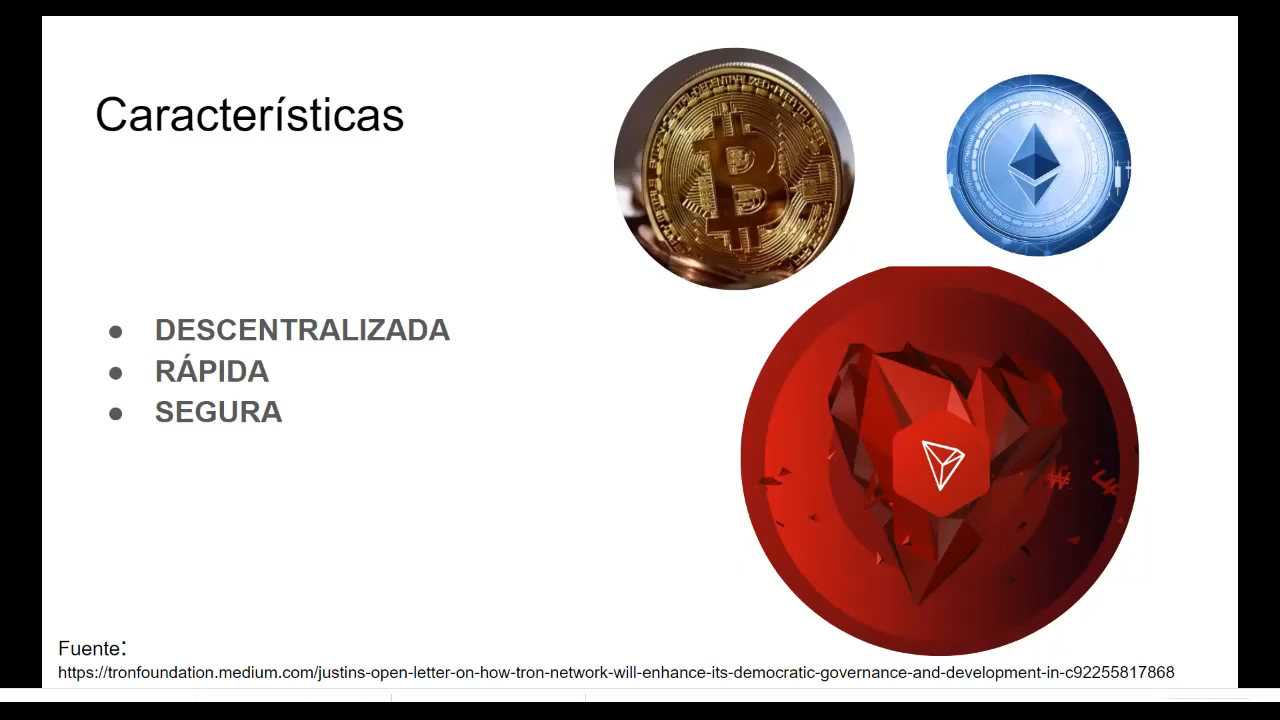 Características
DESCENTRALIZADA
RÁPIDA
SEGURA
Fuente:
https://tronfoundation.medium.com/justins-open-letter-on-how-tron-network-will-enhance-its-democratic-governance-and-development-in-c92255817868